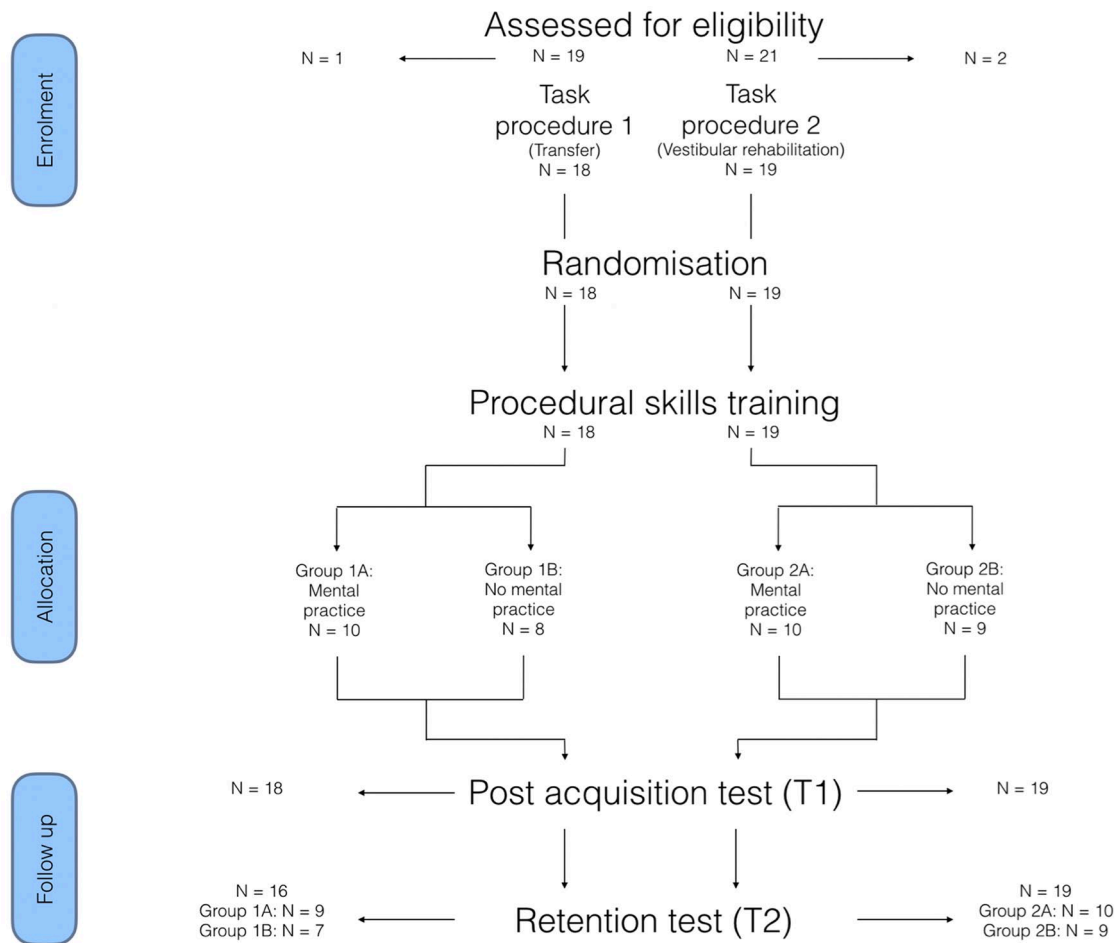 Assessed for eligibility
N = 1
N = 19
N = 21
N = 2
Enrolment
Task
procedure 1
(Transfer)
N = 18
Task
procedure 2
(Vestibular rehabilitation)
N = 19
Randomisation
N = 18
N = 19
Procedural skills training
N = 18
N = 19
Allocation
Group 1A:
Mental
practice
N = 10
Group 1B:
No mental
practice
N = 8
Group 2A:
Mental
practice
N = 10
Group 2B:
No mental
practice
N = 9
Follow up
N = 18
Post acquisition test (T1)
N = 19
N = 16
Group 1A: N = 9
Group 1B: N = 7
Retention test (T2)
N = 19
Group 2A: N = 10
Group 2B: N = 9